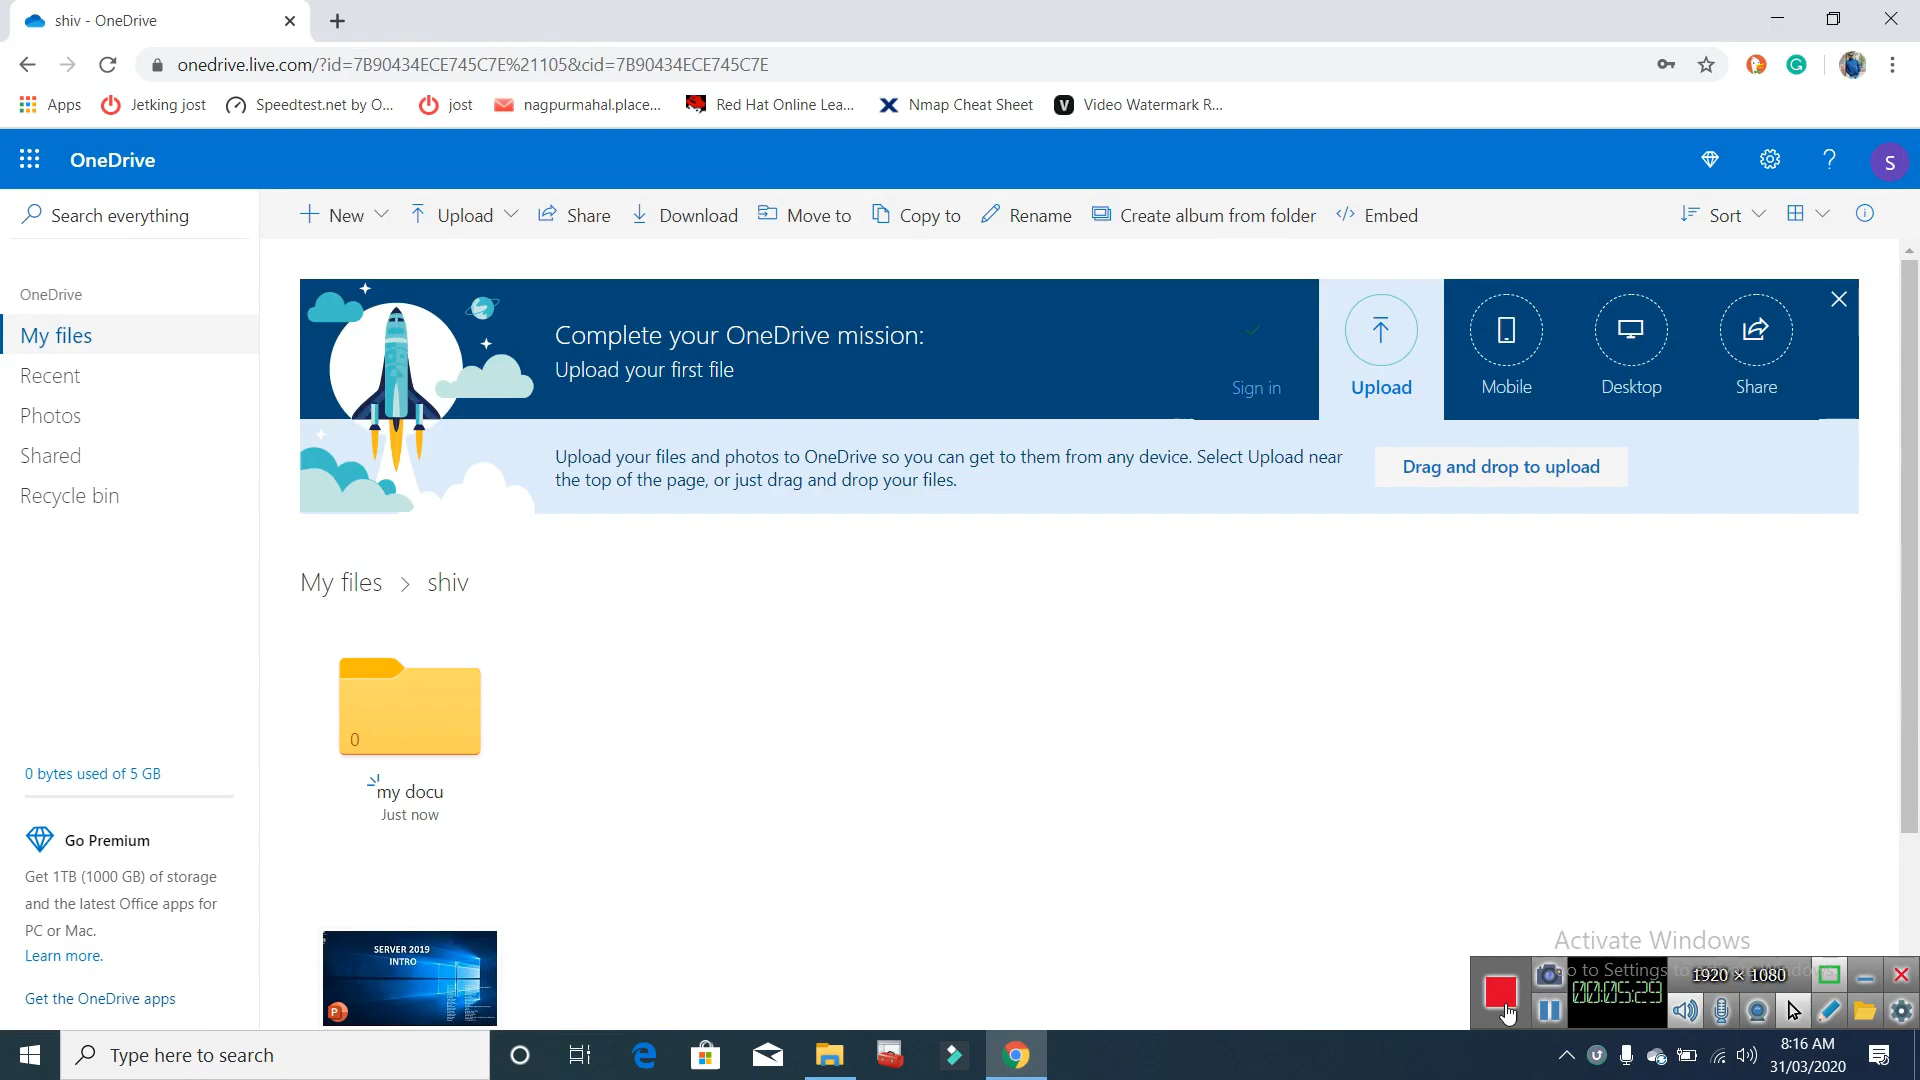 shiv - OneDrive
onedrive.live.com/?id=7B90434ECE745C7E%21105&cid=7B90434ECE745C7E
Apps Jetking jost Speedtest.net by O... jost nagpurmahal.place... Red Hat Online Lea... Nmap Cheat Sheet V Video Watermark R...
OneDrive ? S
Search everything
New Upload Share Download Move to Copy to Rename Create album from folder Embed Sort
OneDrive
My files
Recent
Photos
Shared
Recycle bin
Complete your OneDrive mission:
Upload your first file
Sign in
Upload
Mobile
Desktop
Share
Upload your files and photos to OneDrive so you can get to them from any device. Select Upload near
the top of the page, or just drag and drop your files.
Drag and drop to upload
My files > shiv
0
my docu
Just now
SERVER 2019
INTRO
P
0 bytes used of 5 GB
Go Premium
Get 1TB (1000 GB) of storage
and the latest Office apps for
PC or Mac.
Learn more.
Get the OneDrive apps
Activate Windows
Go to Settings to
1920 × 1080
00:05:29
Type here to search
8:16 AM
31/03/2020